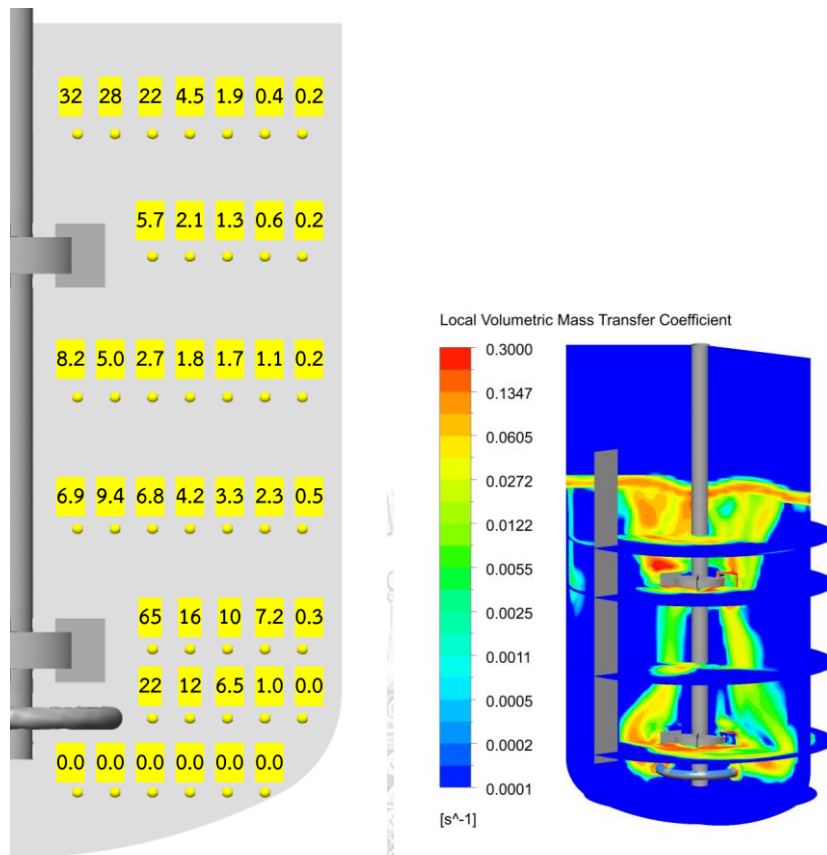 32 28 22 4.5 1.9 0.4 0.2
5.7 2.1 1.3 0.6 0.2
8.2 5.0 2.7 1.8 1.7 1.1 0.2
6.9 9.4 6.8 4.2 3.3 2.3 0.5
65 16 10 7.2 0.3
22 12 6.5 1.0 0.0
0.0 0.0 0.0 0.0 0.0 0.0
Local Volumetric Mass Transfer Coefficient
0.3000
0.1347
0.0605
0.0272
0.0122
0.0055
0.0025
0.0011
0.0005
0.0002
0.0001
[s^-1]